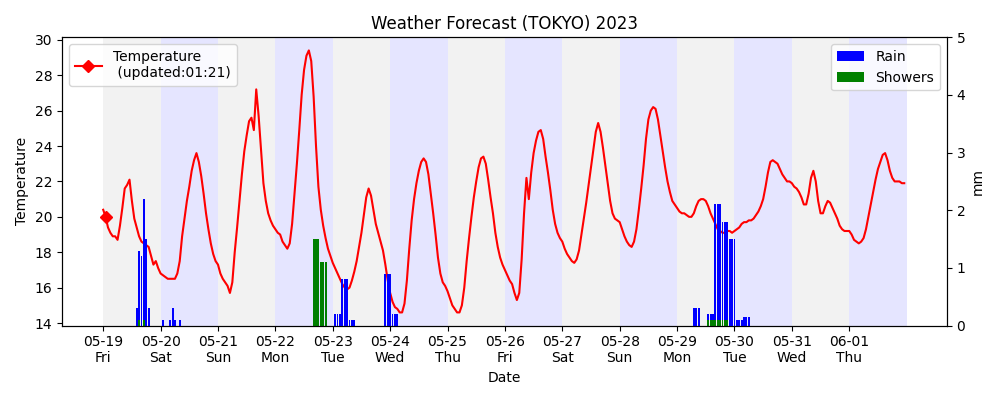 Weather Forecast (TOKYO) 2023
Temperature
(updated:01:21)
Rain
Showers
30
28
26
24
22
20
18
16
14
Temperature
5
4
3
2
1
0
mm
05-19 05-20 05-21 05-22 05-23 05-24 05-25 05-26 05-27 05-28 05-29 05-30 05-31 06-01
Fri Sat Sun Mon Tue Wed Thu Fri Sat Sun Mon Tue Wed Thu
Date